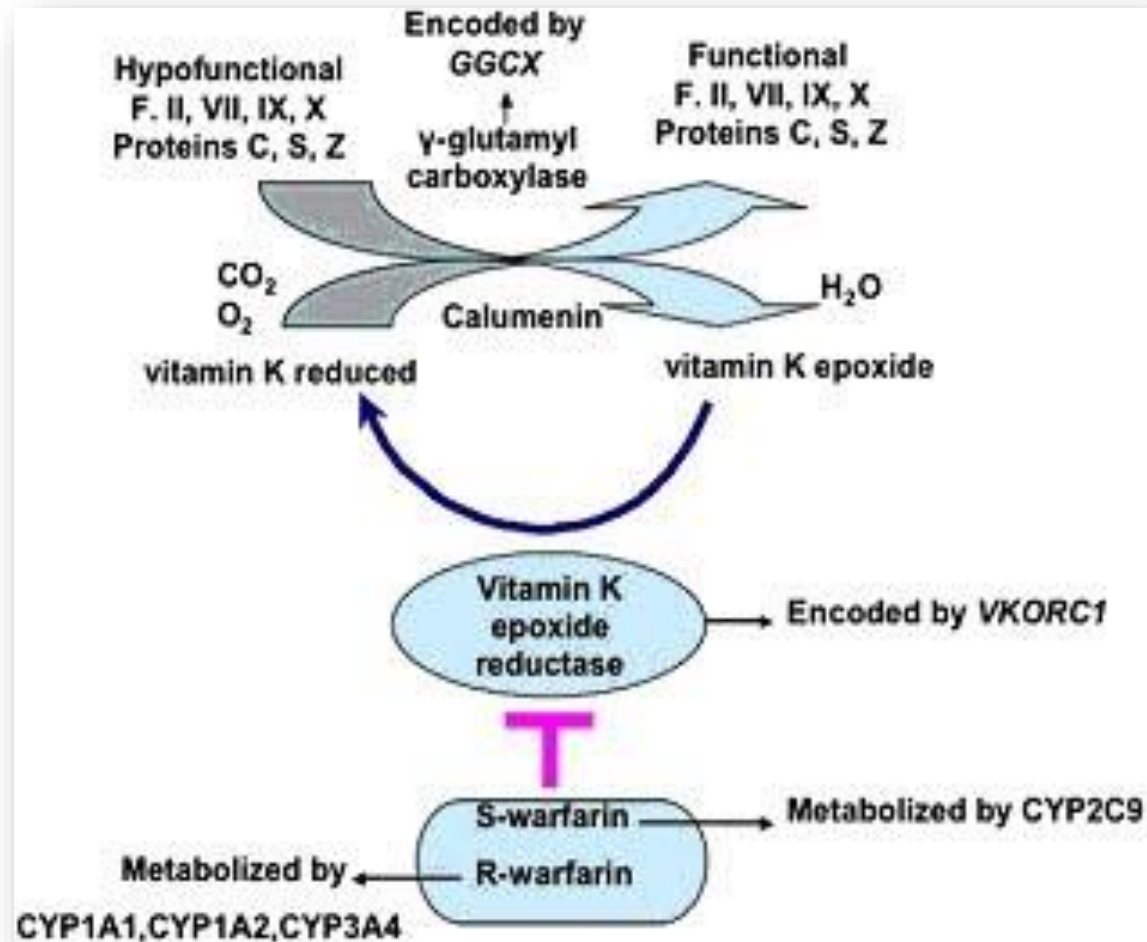 Encoded by
GGCX
Hypofunctional
F. II, VII, IX, X
Proteins C, S, Z
γ-glutamyl
carboxylase
Functional
F. II, VII, IX, X
Proteins C, S, Z
CO₂
O₂
Calumenin
H₂O
vitamin K reduced
vitamin K epoxide
Vitamin K
epoxide
reductase
Encoded by VKORC1
S-warfarin
Metabolized by CYP2C9
R-warfarin
Metabolized by
CYP1A1,CYP1A2,CYP3A4